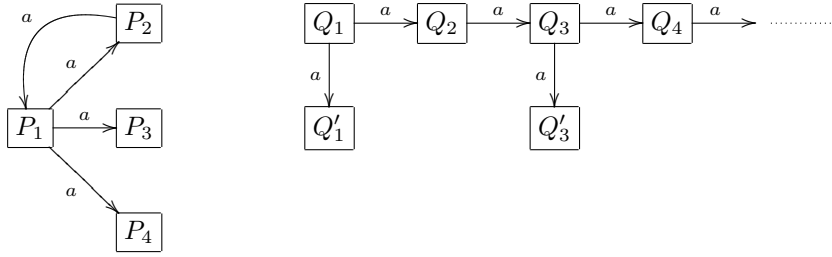 a P₂ Q₁ a Q₂ a Q₃ a Q₄ a
a a a
P₁ a P₃ Q′₁ Q′₃
a
P₄